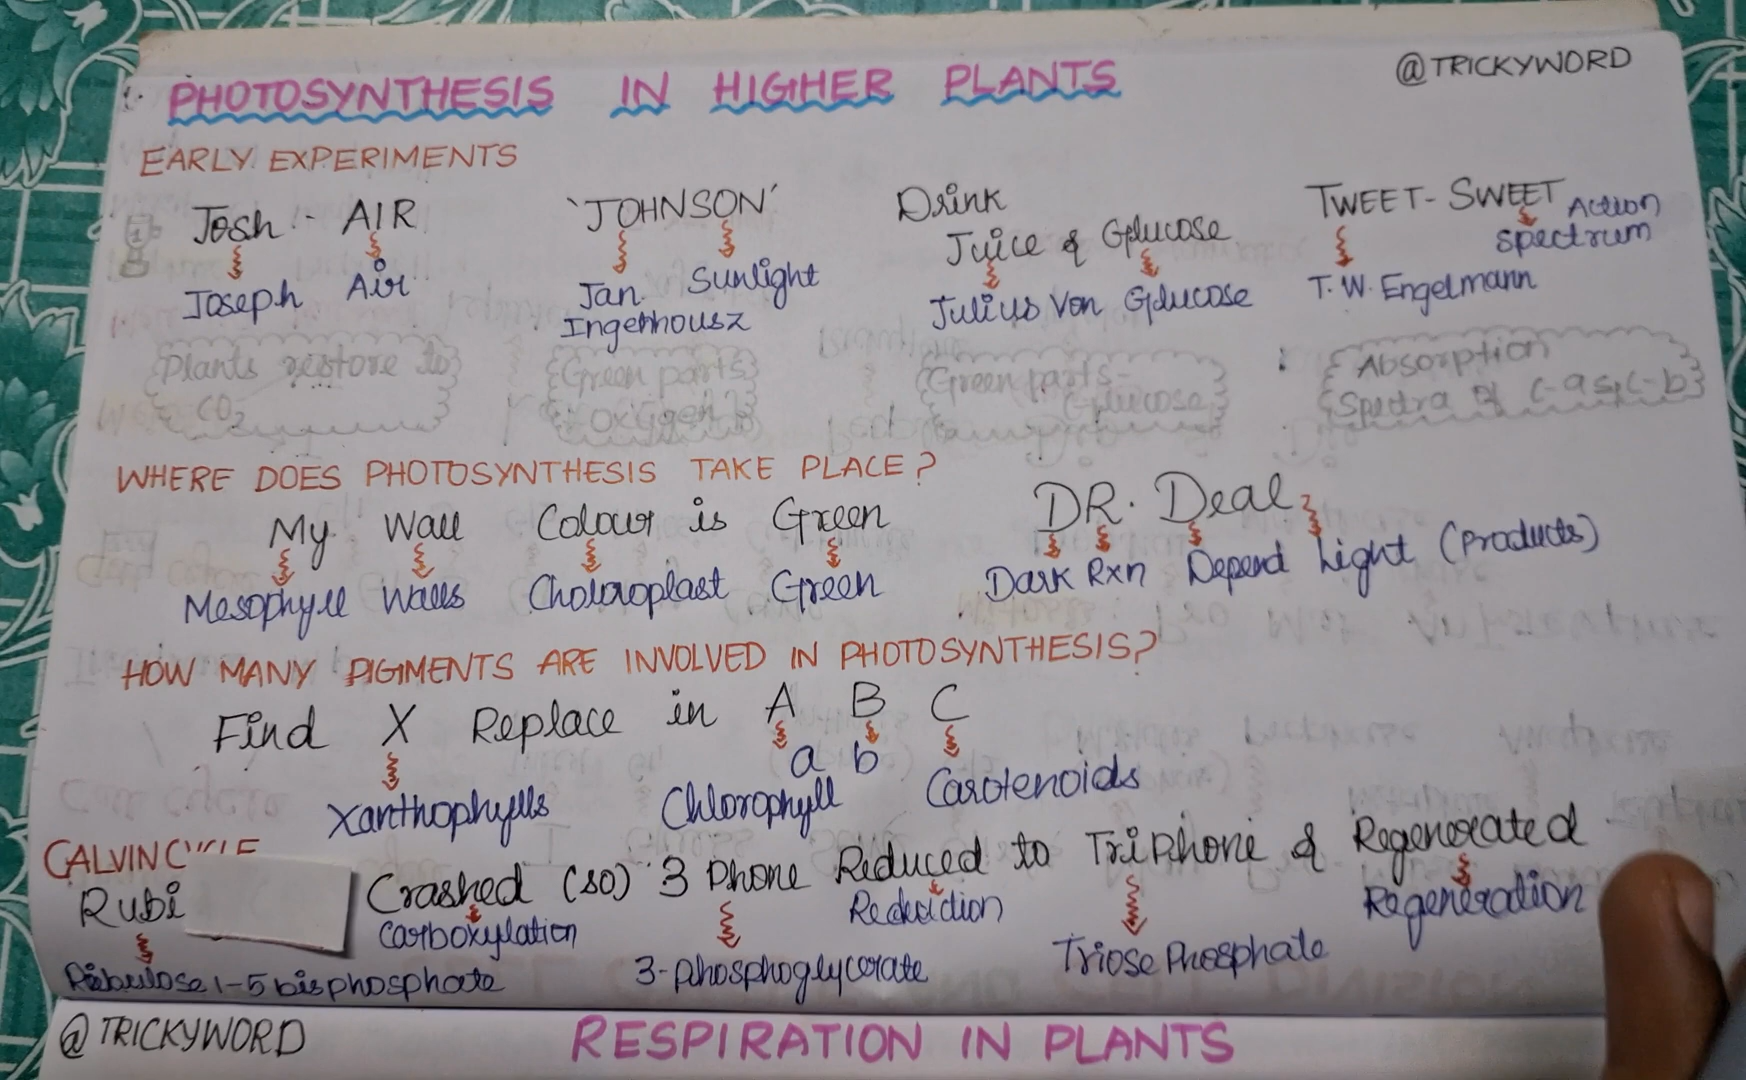 PHOTOSYNTHESIS IN HIGHER PLANTS
@TRICKYWORD
EARLY EXPERIMENTS
Josh - AIR
Joseph Air
'JOHNSON'
Jan Sunlight
Ingenhousz
Drink
Juice & Glucose
Julius Von Glucose
TWEET- SWEET Action
Spectrum
T. W. Engelmann
Plants restore to
CO2
Green parts
oxygen
Green parts-
Glucose
Absorption
Spectra of C-a & C-b
WHERE DOES PHOTOSYNTHESIS TAKE PLACE?
My Wall Colour is Green
Mesophyll Walls Choloroplast Green
DR. Deal
Dark Rxn Depend Light (Products)
HOW MANY PIGMENTS ARE INVOLVED IN PHOTOSYNTHESIS?
Find X Replace in A B C
a b
Xanthophylls Chlorophyll Carotenoids
CALVIN
Rubi Crashed (so) 3 Phone Reduced to TriPhone & Regenerated
Carboxylation Reduction Regeneration
Ribulose 1-5 bisphosphate 3-phosphoglycerate Triose Phosphate
@TRICKYWORD
RESPIRATION IN PLANTS